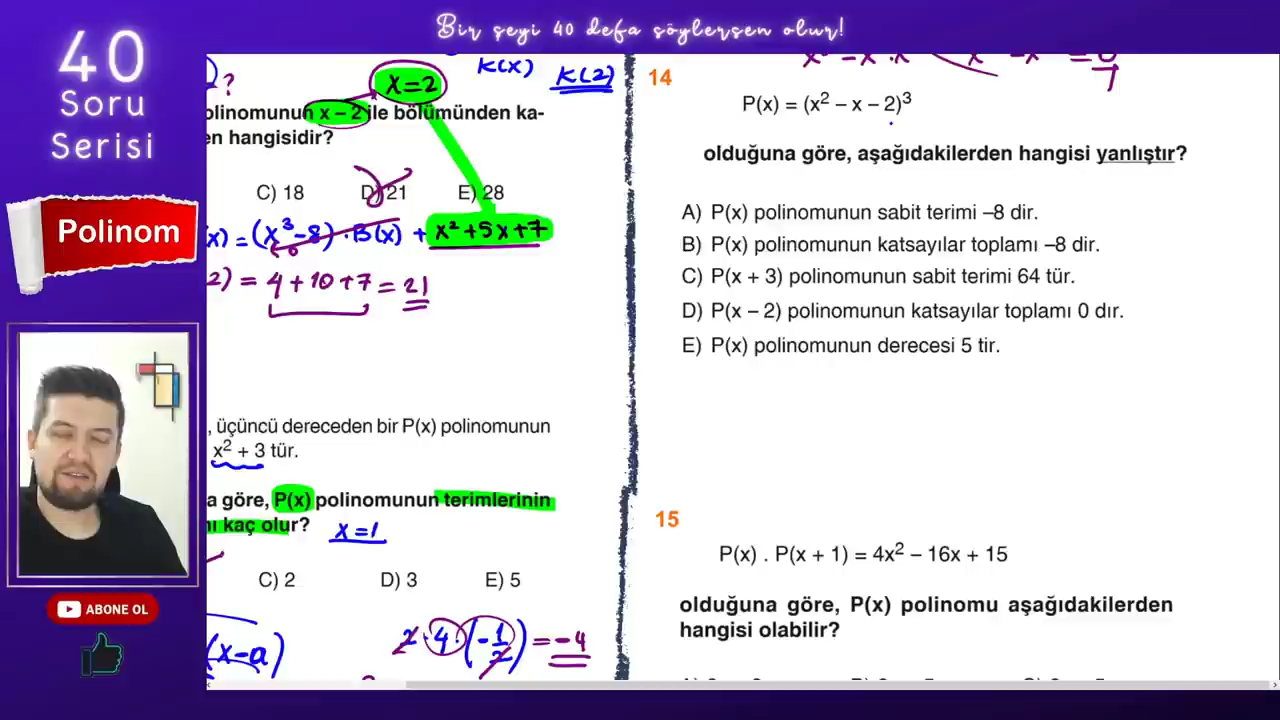 Bir şeyi 40 defa söylersen olur!
40
Soru
Serisi
Polinom
ABONE OL
?
x=2
K(x) K(2)
polinomunun x – 2 ile bölümünden ka-
en hangisidir?
C) 18 D) 21 E) 28
(x) = (x³-8) · B(x) + x²+5x+7
0
2) = 4+10+7 = 21
, üçüncü dereceden bir P(x) polinomunun
x² + 3 tür.
a göre, P(x) polinomunun terimlerinin
nı kaç olur? x=1
C) 2 D) 3 E) 5
(x-a)
2·4·(-1/2) = -4
14
P(x) = (x² – x – 2)³
olduğuna göre, aşağıdakilerden hangisi yanlıştır?
A) P(x) polinomunun sabit terimi –8 dir.
B) P(x) polinomunun katsayılar toplamı –8 dir.
C) P(x + 3) polinomunun sabit terimi 64 tür.
D) P(x – 2) polinomunun katsayılar toplamı 0 dır.
E) P(x) polinomunun derecesi 5 tir.
15
P(x) . P(x + 1) = 4x² – 16x + 15
olduğuna göre, P(x) polinomu aşağıdakilerden
hangisi olabilir?